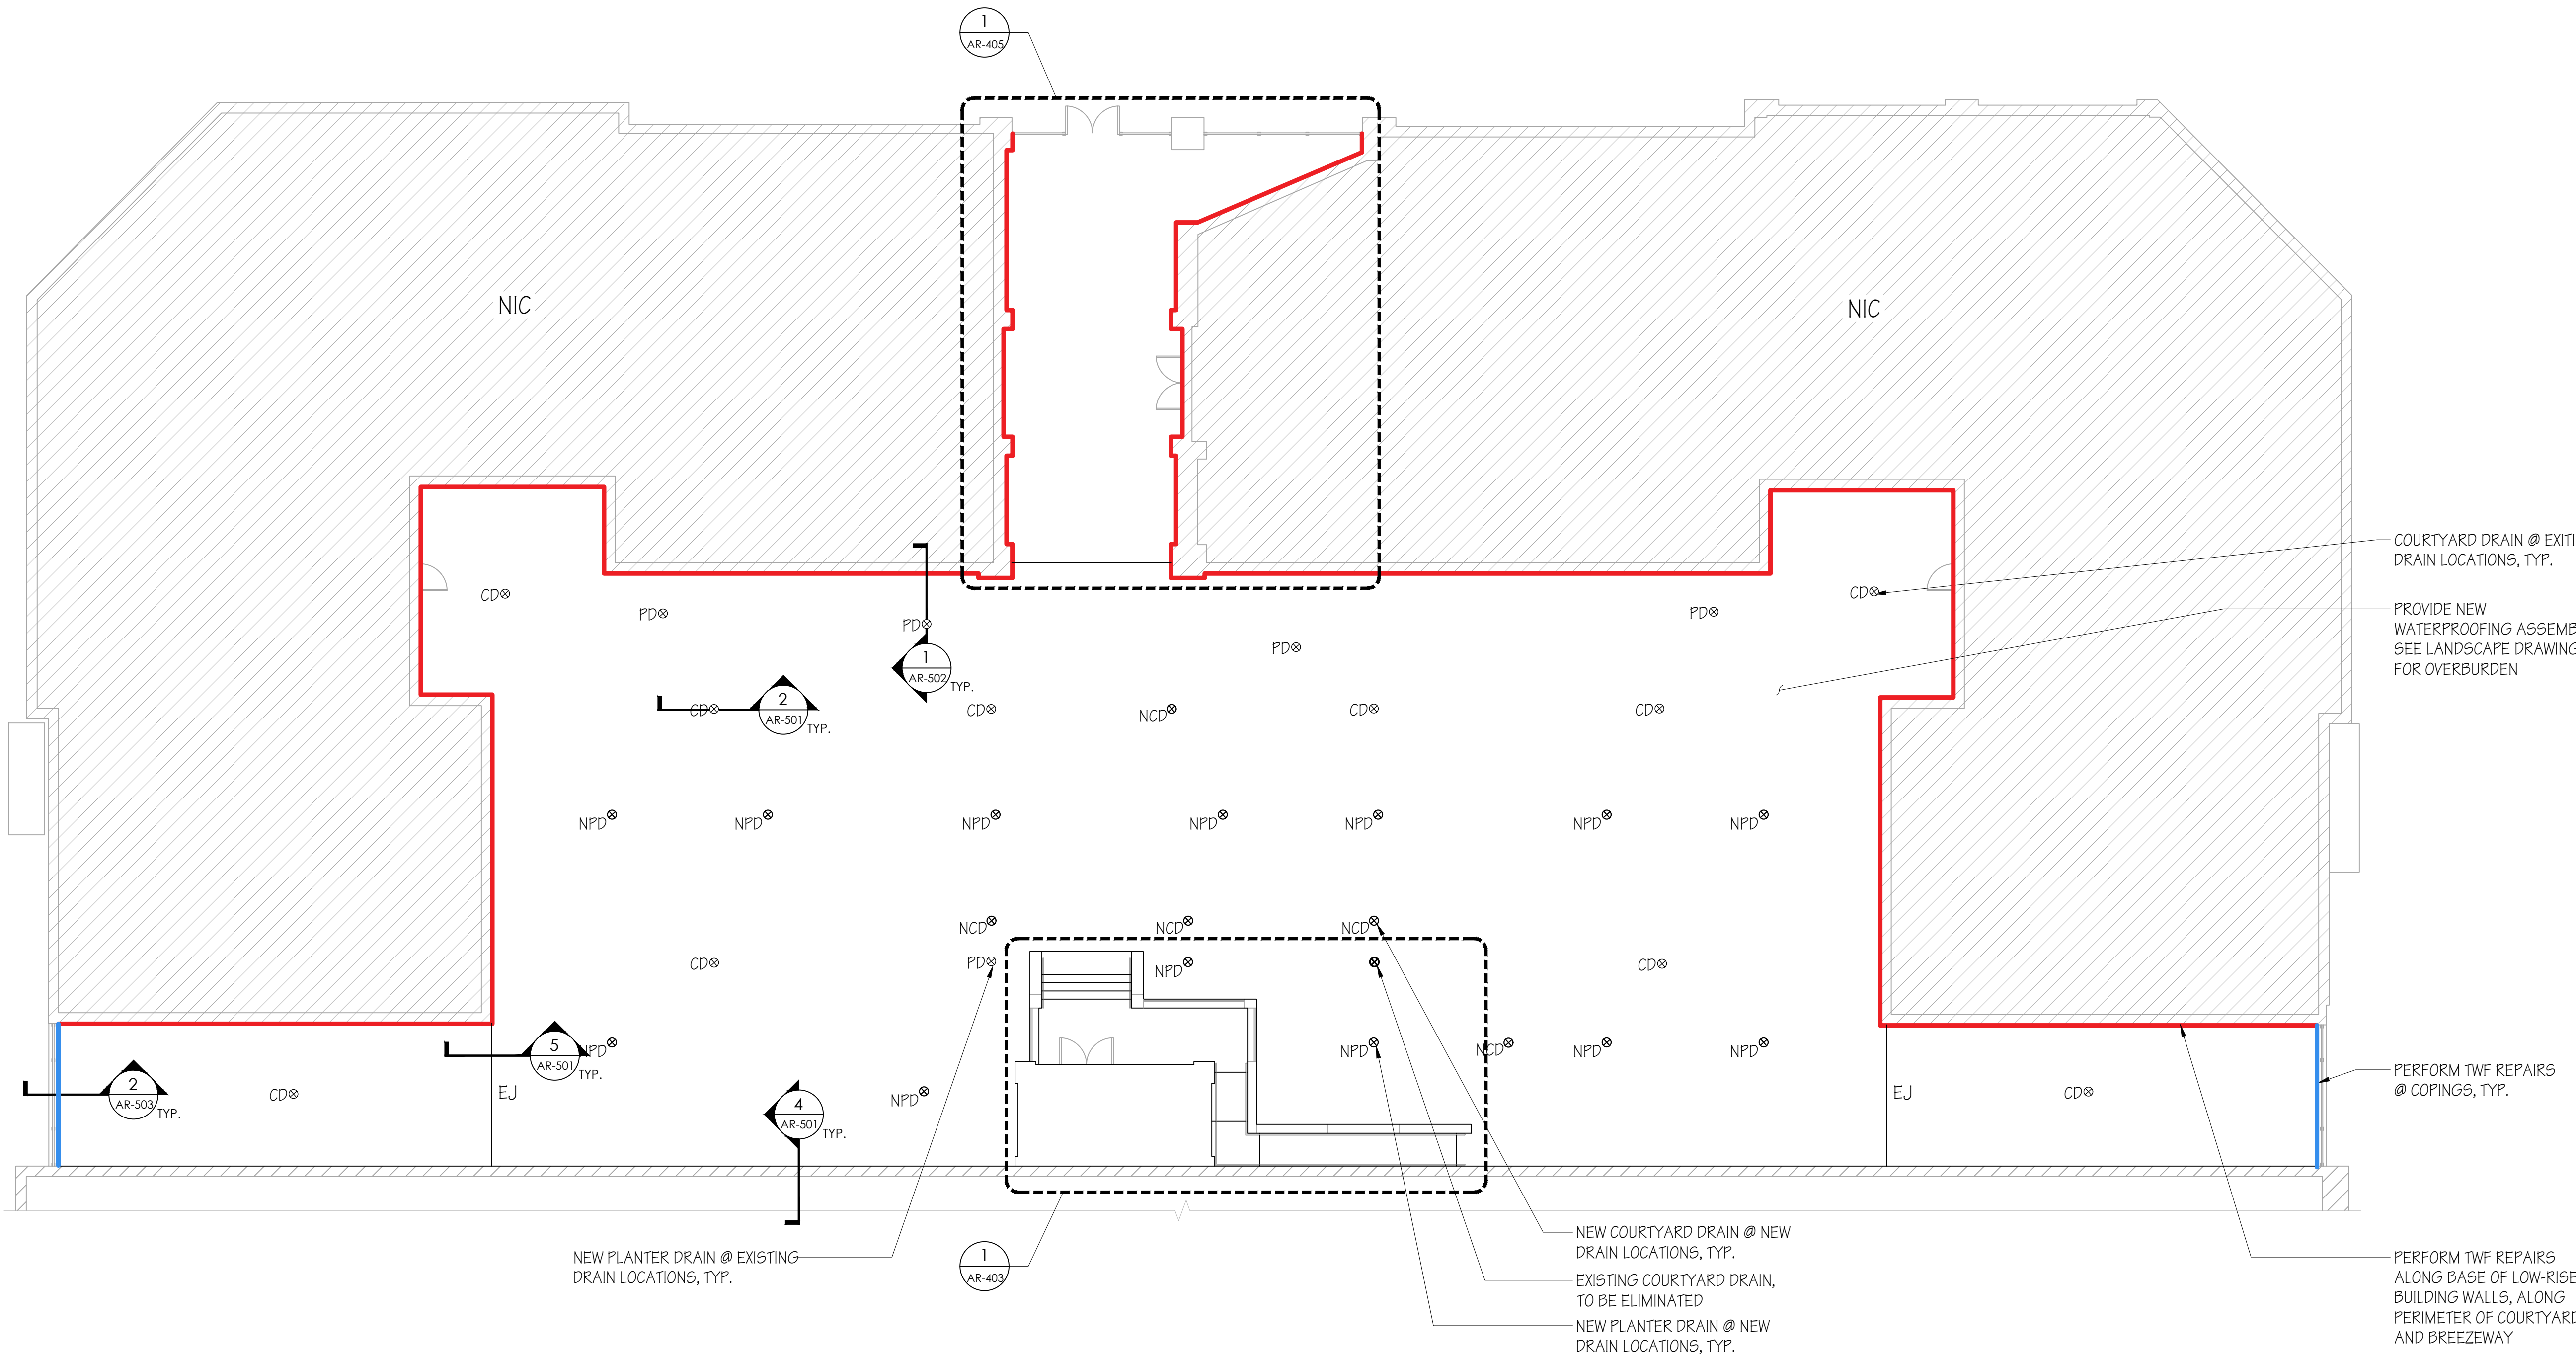 1
AR-405
NIC
NIC
COURTYARD DRAIN @ EXITI
DRAIN LOCATIONS, TYP.
CD⊗
PD⊗
PD⊗
PD⊗
CD⊗
PROVIDE NEW
WATERPROOFING ASSEMB
SEE LANDSCAPE DRAWING
FOR OVERBURDEN
PD⊗
1
AR-502
TYP.
CD⊗
2
AR-501
TYP.
CD⊗
NCD⊗
CD⊗
CD⊗
NPD⊗
NPD⊗
NPD⊗
NPD⊗
NPD⊗
NPD⊗
NPD⊗
NCD⊗
NCD⊗
NCD⊗
CD⊗
PD⊗
NPD⊗
CD⊗
5
AR-501
TYP.
NPD⊗
NPD⊗
NCD⊗
NPD⊗
NPD⊗
2
AR-503
TYP.
CD⊗
EJ
NPD⊗
4
AR-501
TYP.
EJ
CD⊗
PERFORM TWF REPAIRS
@ COPINGS, TYP.
NEW PLANTER DRAIN @ EXISTING
DRAIN LOCATIONS, TYP.
1
AR-403
NEW COURTYARD DRAIN @ NEW
DRAIN LOCATIONS, TYP.
EXISTING COURTYARD DRAIN,
TO BE ELIMINATED
NEW PLANTER DRAIN @ NEW
DRAIN LOCATIONS, TYP.
PERFORM TWF REPAIRS
ALONG BASE OF LOW-RISE
BUILDING WALLS, ALONG
PERIMETER OF COURTYARD
AND BREEZEWAY